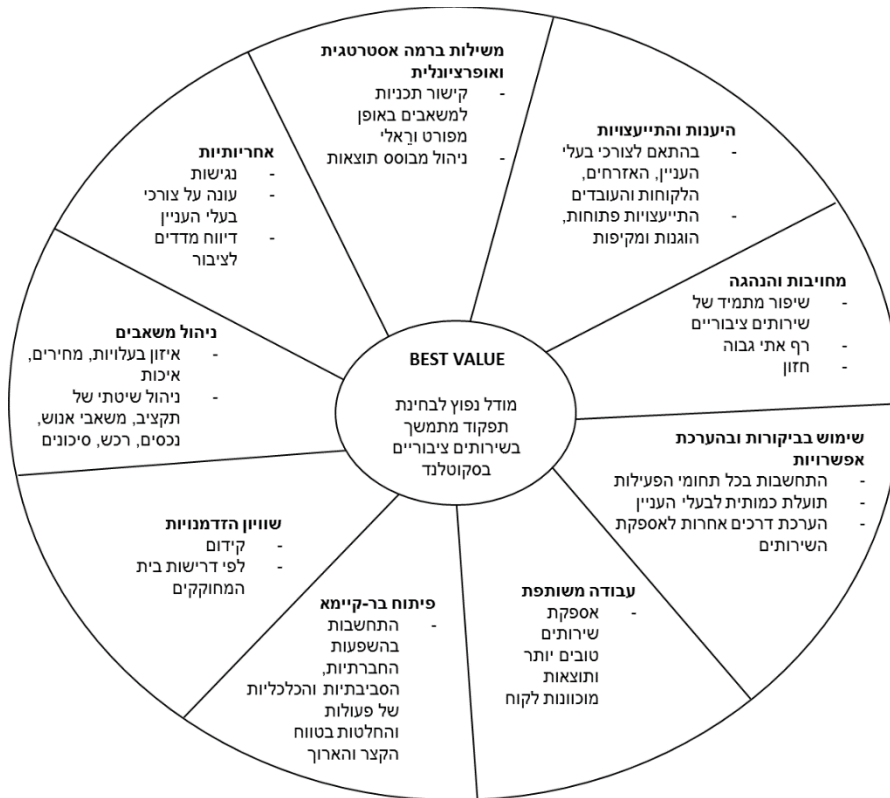 משילות ברמה אסטרטגית
ואופרציונלית
- קישור תכניות
למשאבים באופן
מפורט ורֵאלי
- ניהול מבוסס תוצאות
היענות והתייעצויות
- בהתאם לצורכי בעלי
העניין, האזרחים,
הלקוחות והעובדים
- התייעצויות פתוחות,
הוגנות ומקיפות
מחויבות והנהגה
- שיפור מתמיד של
שירותים ציבוריים
- רף אתי גבוה
- חזון
שימוש בביקורות ובהערכת
אפשרויות
- התחשבות בכל תחומי הפעילות
- תועלת כמותית לבעלי העניין
- הערכת דרכים אחרות לאספקת
השירותים
עבודה משותפת
- אספקת
שירותים
טובים יותר
ותוצאות
מוכוונות לקוח
פיתוח בר-קיימא
- התחשבות
בהשפעות
החברתיות,
הסביבתיות והכלכליות
של פעולות
והחלטות בטווח
הקצר והארוך
שוויון הזדמנויות
- קידום
- לפי דרישות בית
המחוקקים
ניהול משאבים
- איזון בעלויות, מחירים,
איכות
- ניהול שיטתי של
תקציב, משאבי אנוש,
נכסים, רכש, סיכונים
אחריותיות
- נגישות
- עונה על צורכי
בעלי העניין
- דיווח מדדים
לציבור
BEST VALUE
מודל נפוץ לבחינת
תפקוד מתמשך
בשירותים ציבוריים
בסקוטלנד